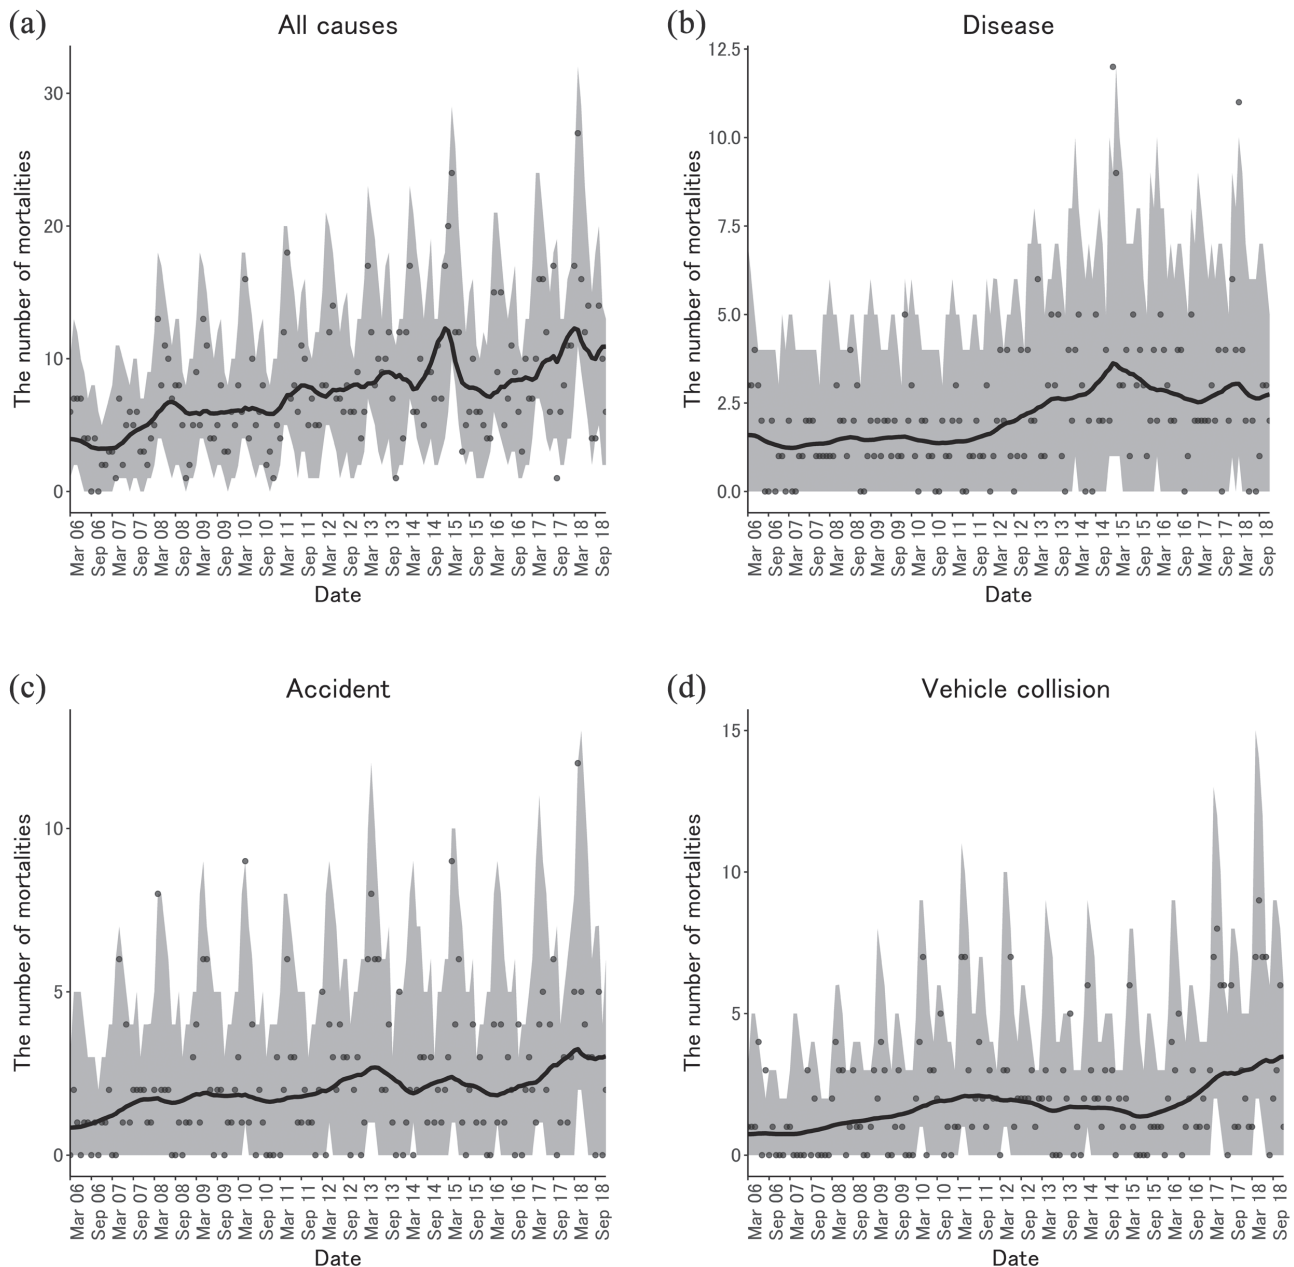 (a)
All causes
The number of mortalities
30
20
10
0
Mar 06
Sep 06
Mar 07
Sep 07
Mar 08
Sep 08
Mar 09
Sep 09
Mar 10
Sep 10
Mar 11
Sep 11
Mar 12
Sep 12
Mar 13
Sep 13
Mar 14
Sep 14
Mar 15
Sep 15
Mar 16
Sep 16
Mar 17
Sep 17
Mar 18
Sep 18
Date
(b)
Disease
The number of mortalities
12.5
10.0
7.5
5.0
2.5
0.0
Mar 06
Sep 06
Mar 07
Sep 07
Mar 08
Sep 08
Mar 09
Sep 09
Mar 10
Sep 10
Mar 11
Sep 11
Mar 12
Sep 12
Mar 13
Sep 13
Mar 14
Sep 14
Mar 15
Sep 15
Mar 16
Sep 16
Mar 17
Sep 17
Mar 18
Sep 18
Date
(c)
Accident
The number of mortalities
10
5
0
Mar 06
Sep 06
Mar 07
Sep 07
Mar 08
Sep 08
Mar 09
Sep 09
Mar 10
Sep 10
Mar 11
Sep 11
Mar 12
Sep 12
Mar 13
Sep 13
Mar 14
Sep 14
Mar 15
Sep 15
Mar 16
Sep 16
Mar 17
Sep 17
Mar 18
Sep 18
Date
(d)
Vehicle collision
The number of mortalities
15
10
5
0
Mar 06
Sep 06
Mar 07
Sep 07
Mar 08
Sep 08
Mar 09
Sep 09
Mar 10
Sep 10
Mar 11
Sep 11
Mar 12
Sep 12
Mar 13
Sep 13
Mar 14
Sep 14
Mar 15
Sep 15
Mar 16
Sep 16
Mar 17
Sep 17
Mar 18
Sep 18
Date